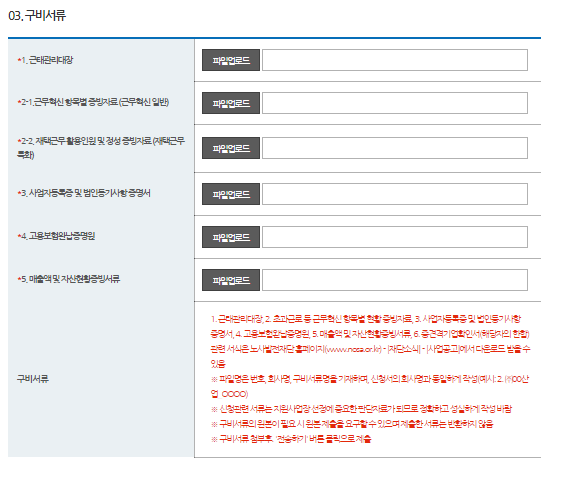 03. 구비서류
*1. 근태관리대장
파일업로드
*2-1.근무혁신 항목별 증빙자료 (근무혁신 일반)
파일업로드
*2-2. 재택근무 활용인원 및 정성 증빙자료 (재택근무
특화)
파일업로드
*3. 사업자등록증 및 법인등기사항 증명서
파일업로드
*4. 고용보험완납증명원
파일업로드
*5. 매출액 및 자산현황증빙서류
파일업로드
구비서류
1. 근태관리대장, 2. 초과근로 등 근무혁신 항목별 현황 증빙자료, 3. 사업자등록증 및 법인등기사항
증명서, 4. 고용보험완납증명원, 5. 매출액 및 자산현황증빙서류, 6. 중견기업확인서(해당자의 한함)
관련 서식은 노사발전재단 홈페이지(www.nosa.or.kr) - [재단소식] - [사업공고]에서 다운로드 받을 수
있음
※ 파일명은 번호, 회사명, 구비서류명을 기재하며, 신청서의 회사명과 동일하게 작성(예시: 2. ㈜00산
업_OOOO)
※ 신청관련 서류는 지원사업장 선정에 중요한 판단자료가 되므로 정확하고 성실하게 작성 바람
※ 구비서류의 원본이 필요 시 원본 제출을 요구할 수 있으며 제출한 서류는 반환하지 않음
※ 구비서류 첨부후 '전송하기' 버튼 클릭으로 제출